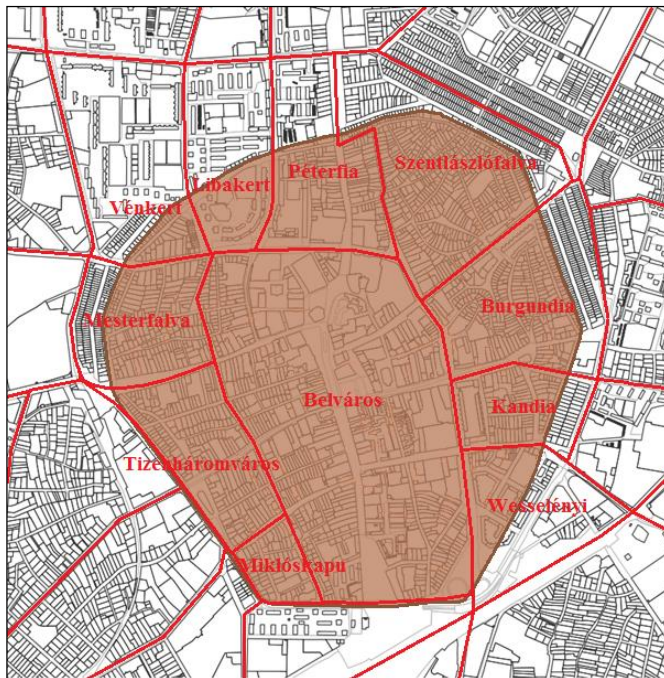 Szentlászlófalva
Péterfia
Libakert
Vénkert
Burgundia
Mesterfalva
Belváros
Kandia
Tizenháromváros
Wesselényi
Miklóskapu